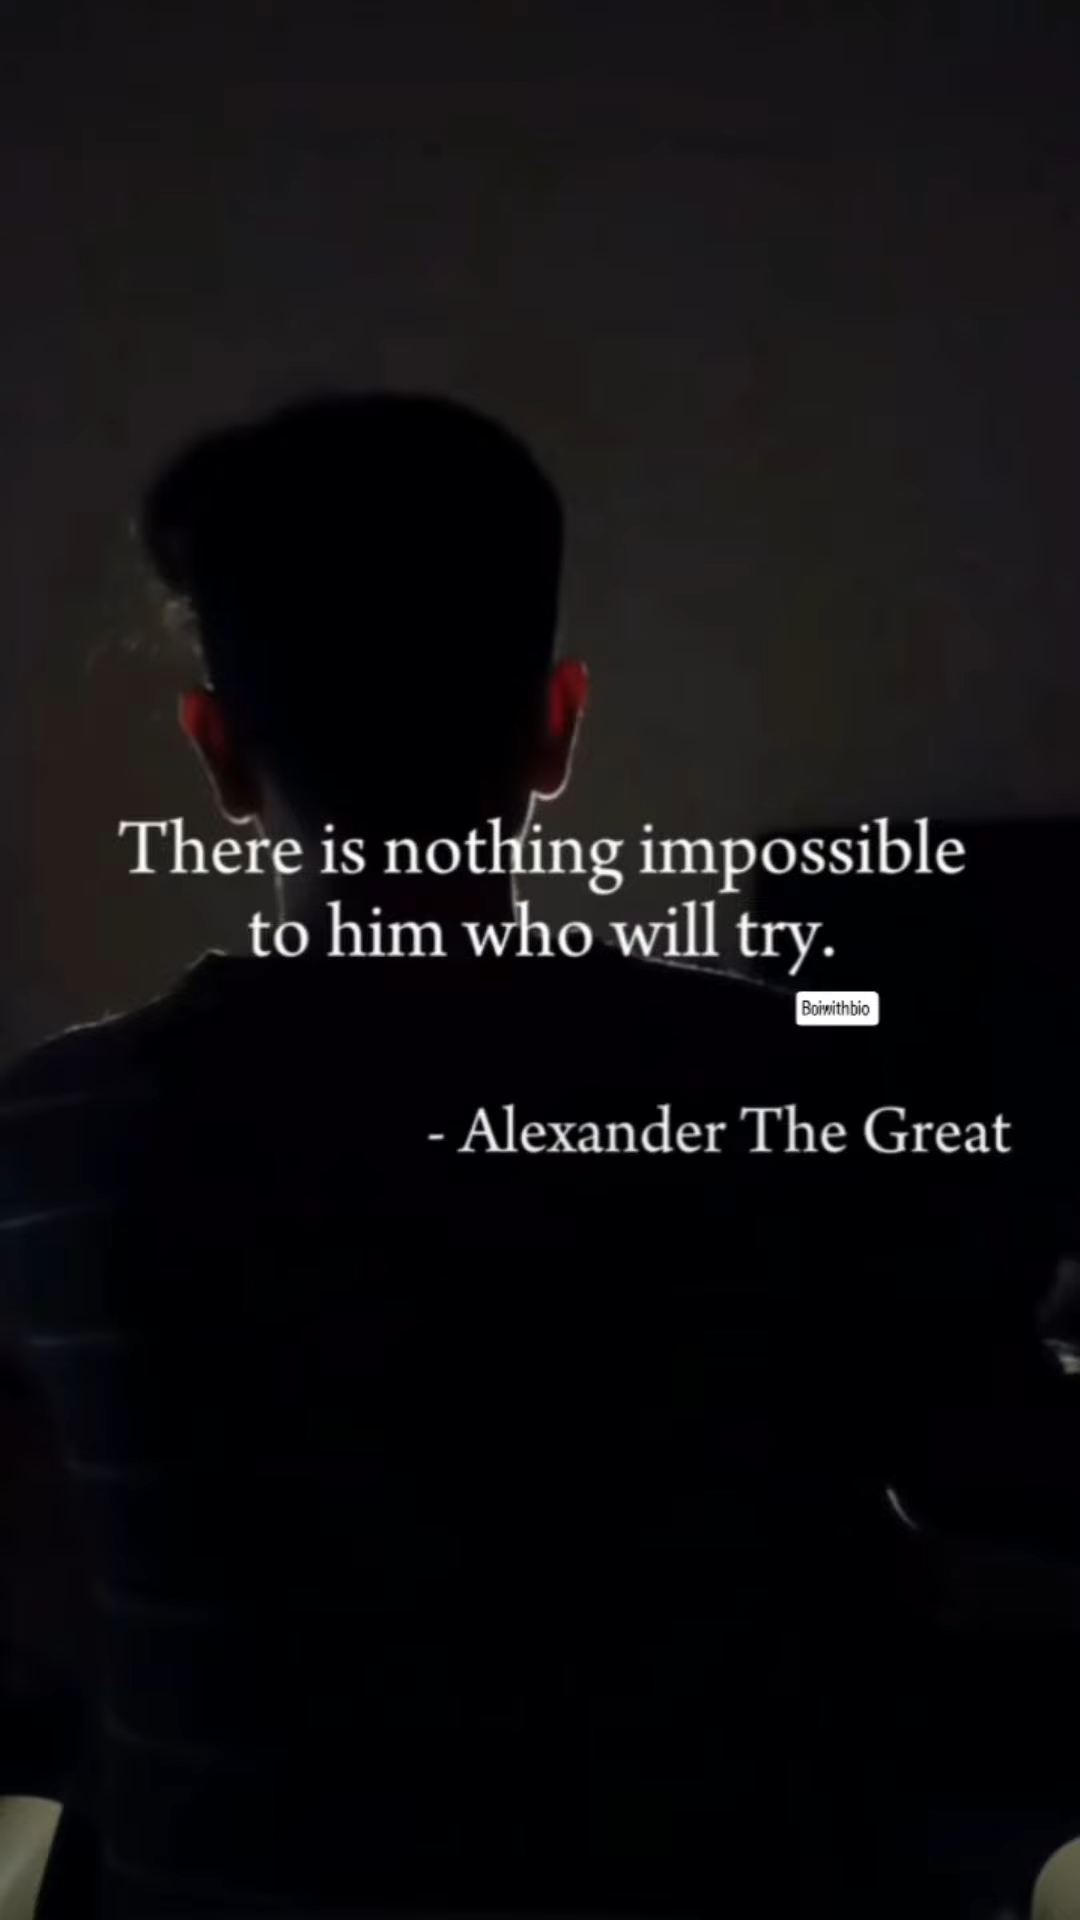 There is nothing impossible
to him who will try.
Boiwithbio
- Alexander The Great